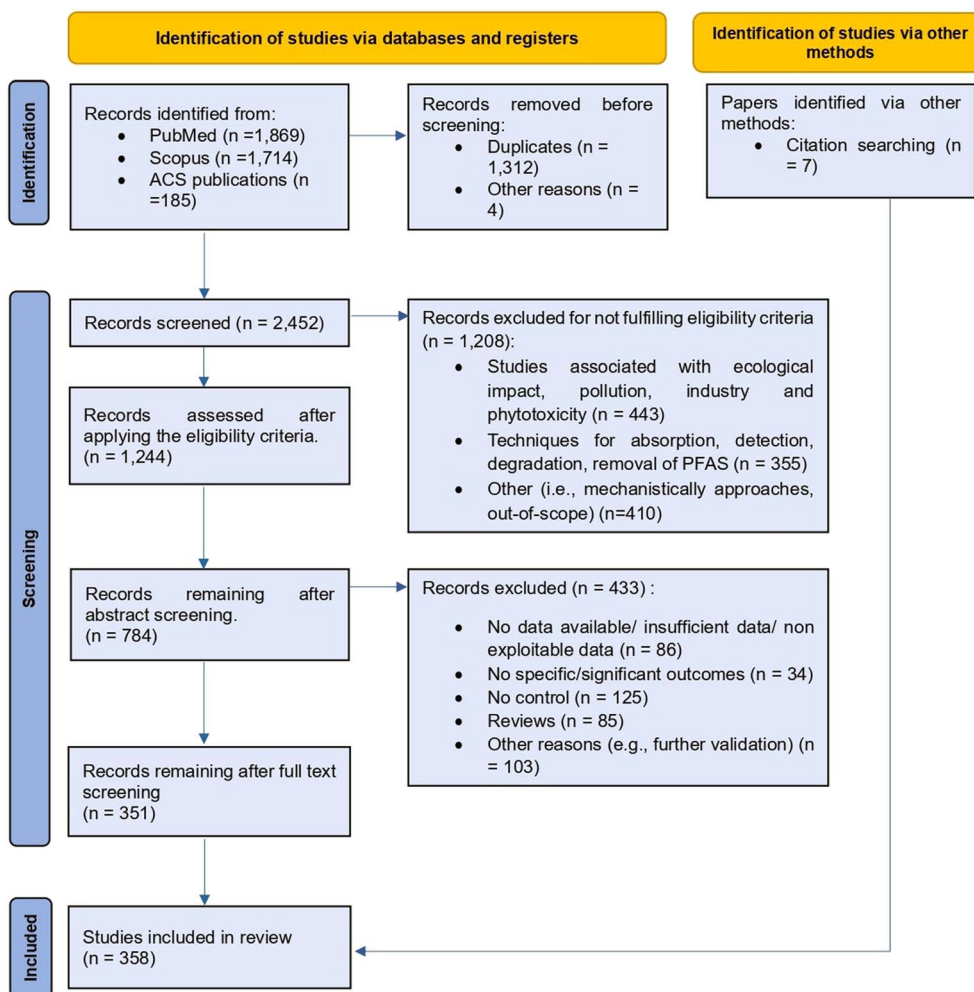 Identification of studies via databases and registers
Identification of studies via other
methods
Identification
Records identified from:
• PubMed (n =1,869)
• Scopus (n =1,714)
• ACS publications (n
=185)
Records removed before
screening:
• Duplicates (n =
1,312)
• Other reasons (n =
4)
Papers identified via other
methods:
• Citation searching (n
= 7)
Screening
Records screened (n = 2,452)
Records excluded for not fulfilling eligibility criteria
(n = 1,208):
• Studies associated with ecological
impact, pollution, industry and
phytotoxicity (n = 443)
• Techniques for absorption, detection,
degradation, removal of PFAS (n = 355)
• Other (i.e., mechanistically approaches,
out-of-scope) (n=410)
Records assessed after
applying the eligibility criteria.
(n = 1,244)
Records remaining after
abstract screening.
(n = 784)
Records excluded (n = 433) :
• No data available/ insufficient data/ non
exploitable data (n = 86)
• No specific/significant outcomes (n = 34)
• No control (n = 125)
• Reviews (n = 85)
• Other reasons (e.g., further validation) (n
= 103)
Records remaining after full text
screening
(n = 351)
Included
Studies included in review
(n = 358)